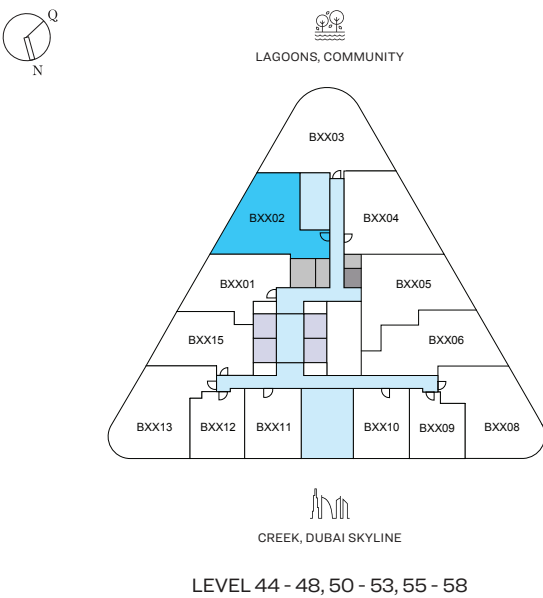 Q
N
LAGOONS, COMMUNITY
BXX03
BXX02
BXX04
BXX01
BXX05
BXX15
BXX06
BXX13
BXX12
BXX11
BXX10
BXX09
BXX08
CREEK, DUBAI SKYLINE
LEVEL 44 - 48, 50 - 53, 55 - 58